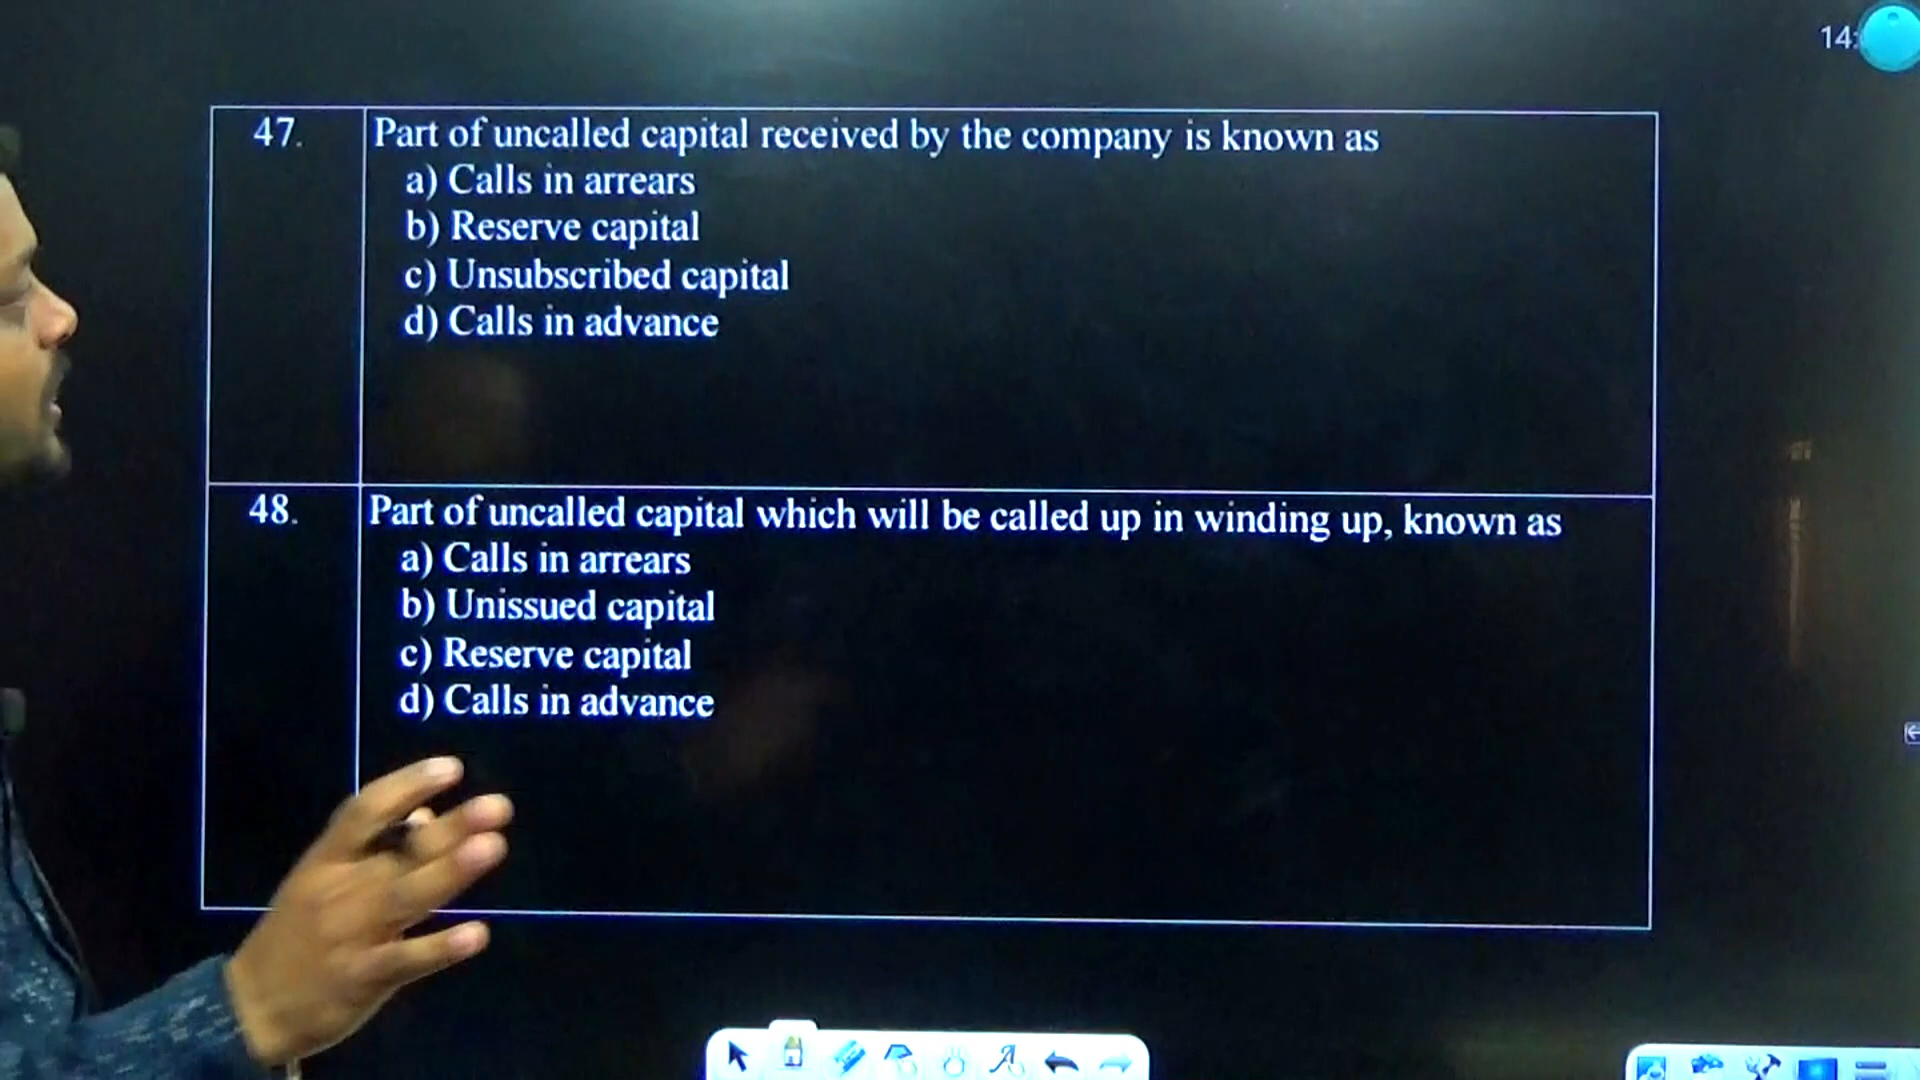 14:
47.
Part of uncalled capital received by the company is known as
a) Calls in arrears
b) Reserve capital
c) Unsubscribed capital
d) Calls in advance
48.
Part of uncalled capital which will be called up in winding up, known as
a) Calls in arrears
b) Unissued capital
c) Reserve capital
d) Calls in advance